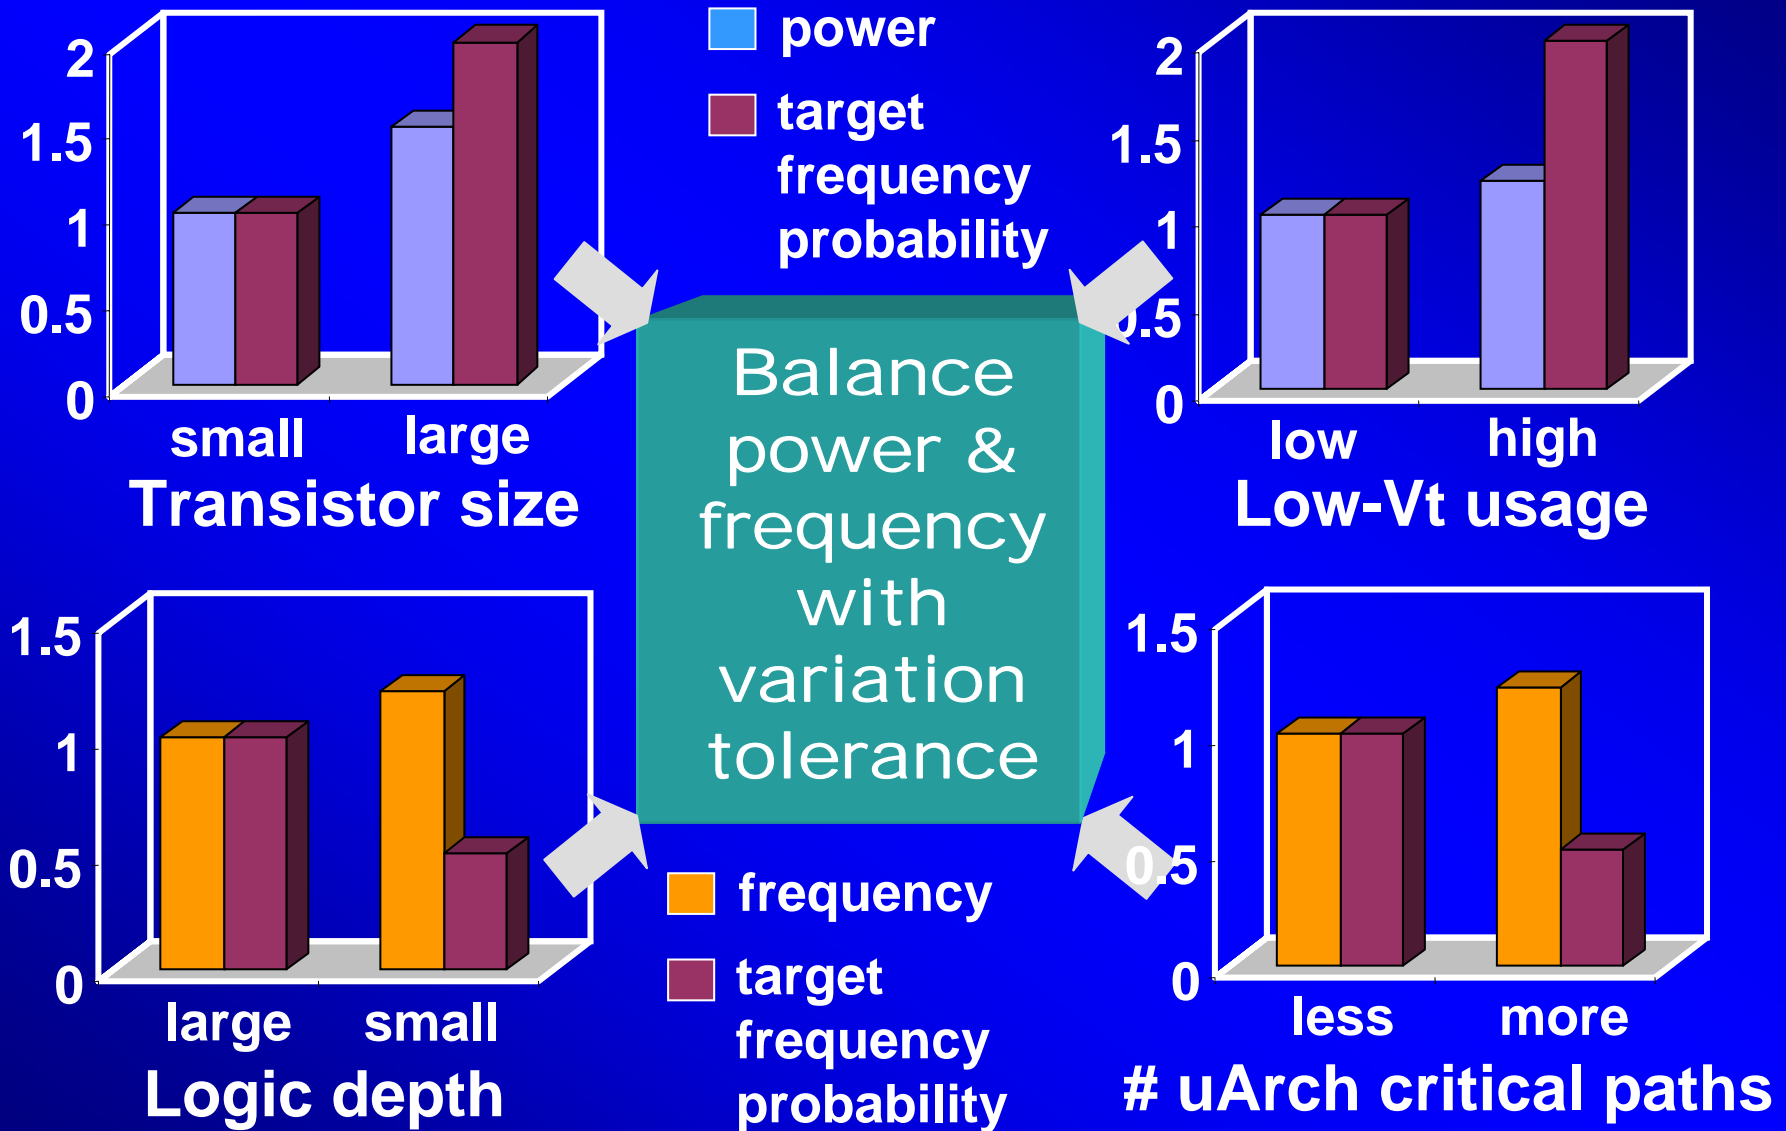 2
1.5
1
0.5
0
small
large
Transistor size
power
target
frequency
probability
2
1.5
1
0.5
0
low
high
Low-Vt usage
Balance
power &
frequency
with
variation
tolerance
1.5
1
0.5
0
large
small
Logic depth
frequency
target
frequency
probability
1.5
1
0.5
0
less
more
# uArch critical paths